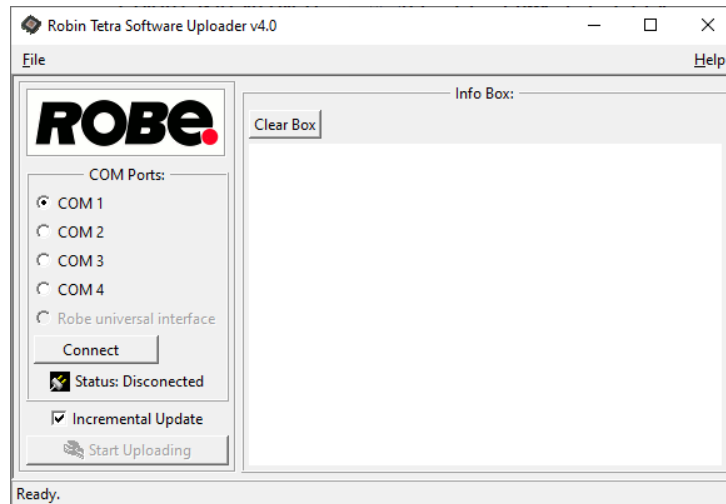 Robin Tetra Software Uploader v4.0
File
Help
ROBe
Info Box:
Clear Box
COM Ports:
COM 1
COM 2
COM 3
COM 4
Robe universal interface
Connect
Status: Disconected
Incremental Update
Start Uploading
Ready.